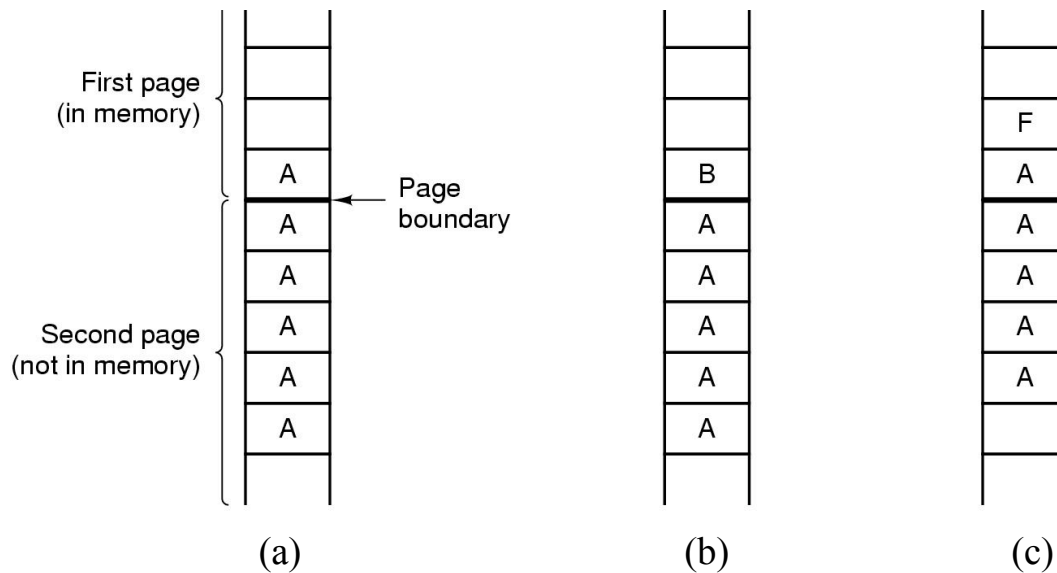 First page
(in memory)
A
Page
boundary
A
A
Second page
(not in memory)
A
A
A
(a)
B
A
A
A
A
A
(b)
F
A
A
A
A
A
(c)